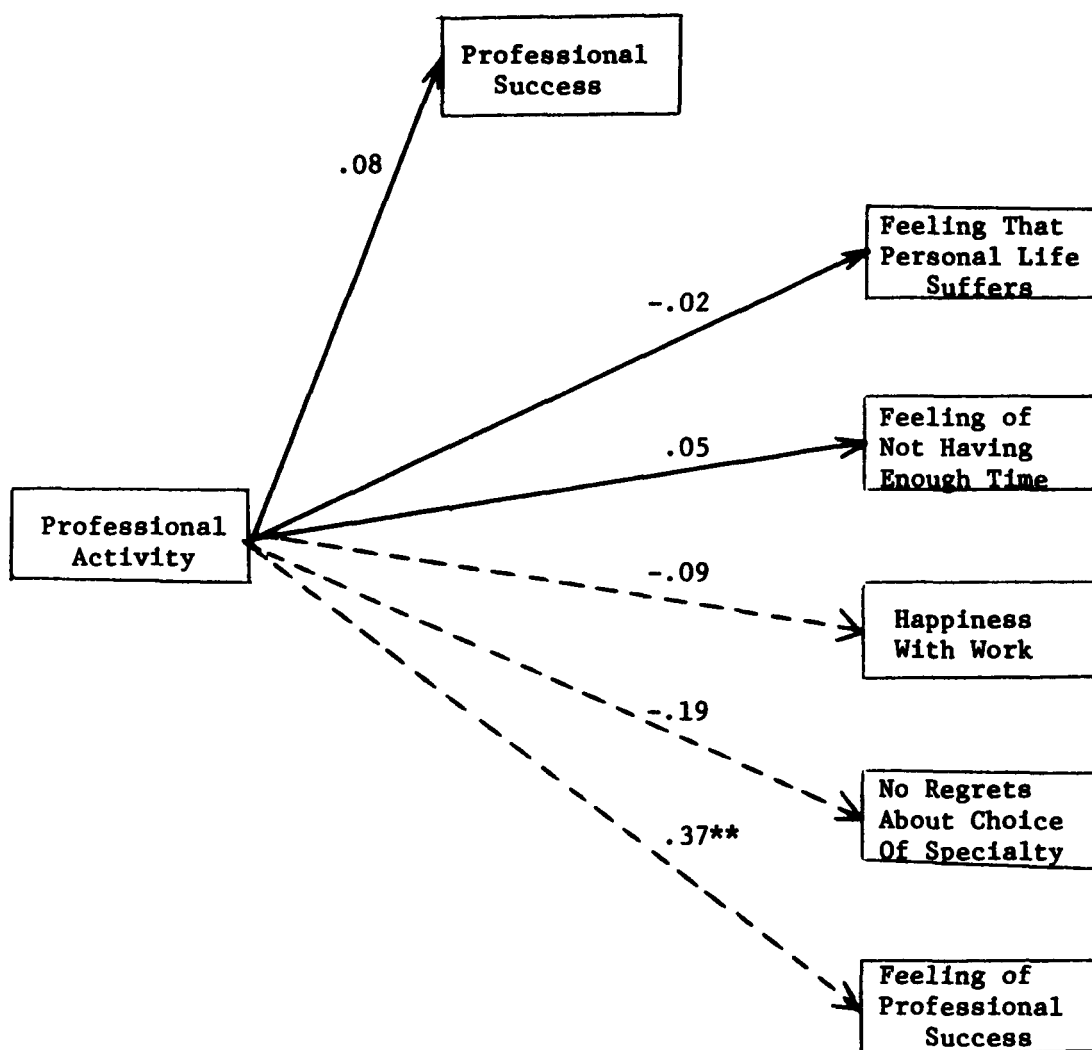 Professional
Success
.08
Feeling That
Personal Life
Suffers
-.02
Feeling of
Not Having
Enough Time
.05
Professional
Activity
-.09
Happiness
With Work
-.19
No Regrets
About Choice
Of Specialty
.37**
Feeling of
Professional
Success